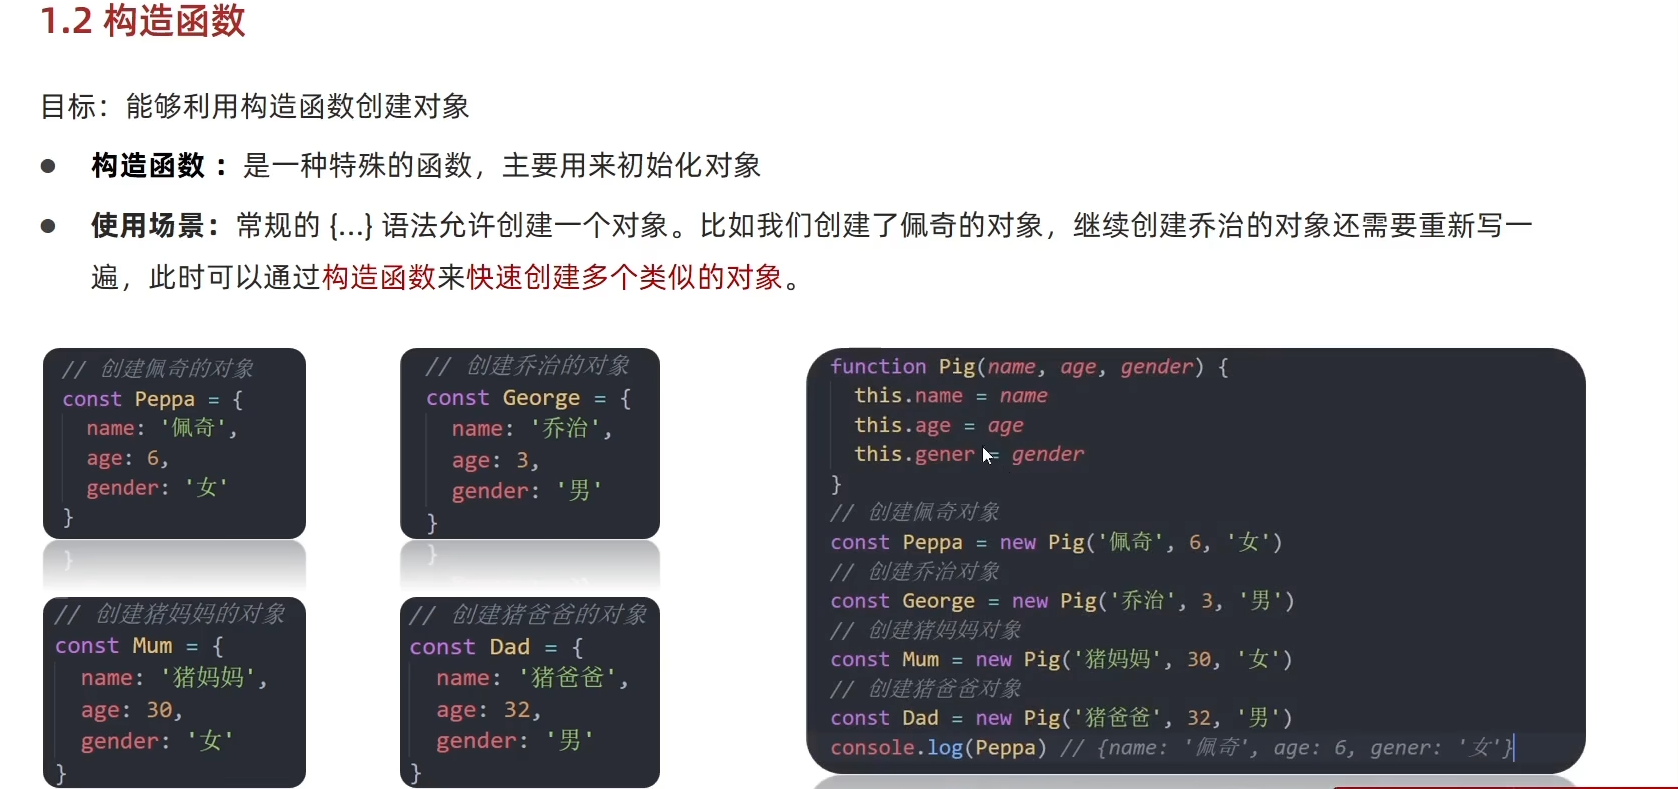 1.2 构造函数
目标：能够利用构造函数创建对象
● 构造函数 ：是一种特殊的函数，主要用来初始化对象
● 使用场景：常规的 {...} 语法允许创建一个对象。比如我们创建了佩奇的对象，继续创建乔治的对象还需要重新写一
遍，此时可以通过构造函数来快速创建多个类似的对象。
// 创建佩奇的对象
const Peppa = {
name: '佩奇',
age: 6,
gender: '女'
}
// 创建乔治的对象
const George = {
name: '乔治',
age: 3,
gender: '男'
}
// 创建猪妈妈的对象
const Mum = {
name: '猪妈妈',
age: 30,
gender: '女'
}
// 创建猪爸爸的对象
const Dad = {
name: '猪爸爸',
age: 32,
gender: '男'
}
function Pig(name, age, gender) {
this.name = name
this.age = age
this.gener = gender
}
// 创建佩奇对象
const Peppa = new Pig('佩奇', 6, '女')
// 创建乔治对象
const George = new Pig('乔治', 3, '男')
// 创建猪妈妈对象
const Mum = new Pig('猪妈妈', 30, '女')
// 创建猪爸爸对象
const Dad = new Pig('猪爸爸', 32, '男')
console.log(Peppa) // {name: '佩奇', age: 6, gener: '女'}